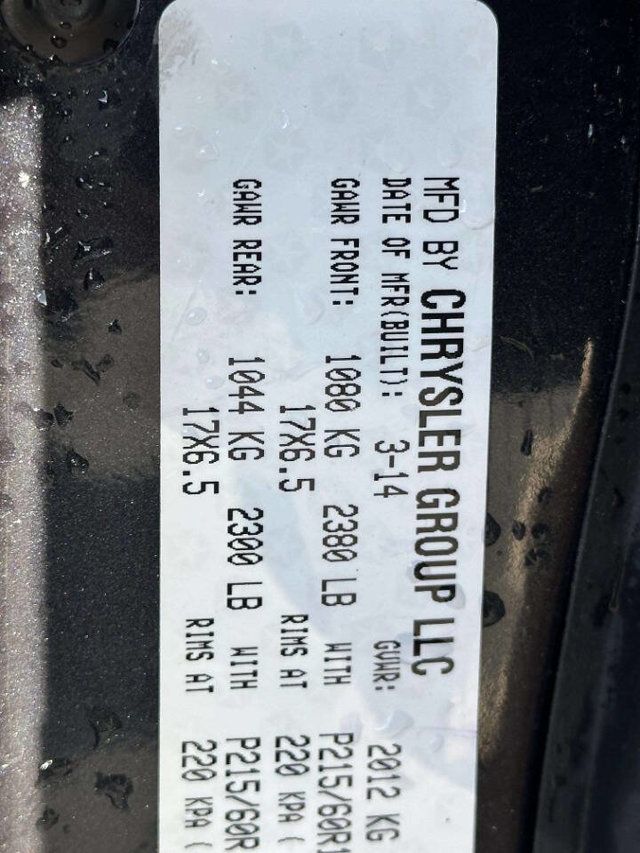 MFD BY CHRYSLER GROUP LLC
DATE OF MFR(BUILT): 3-14 GVWR: 2012 KG
GAWR FRONT: 1080 KG 2380 LB WITH P215/60R1
17X6.5 RIMS AT 220 KPA (
GAWR REAR: 1044 KG 2300 LB WITH P215/60R
17X6.5 RIMS AT 220 KPA (